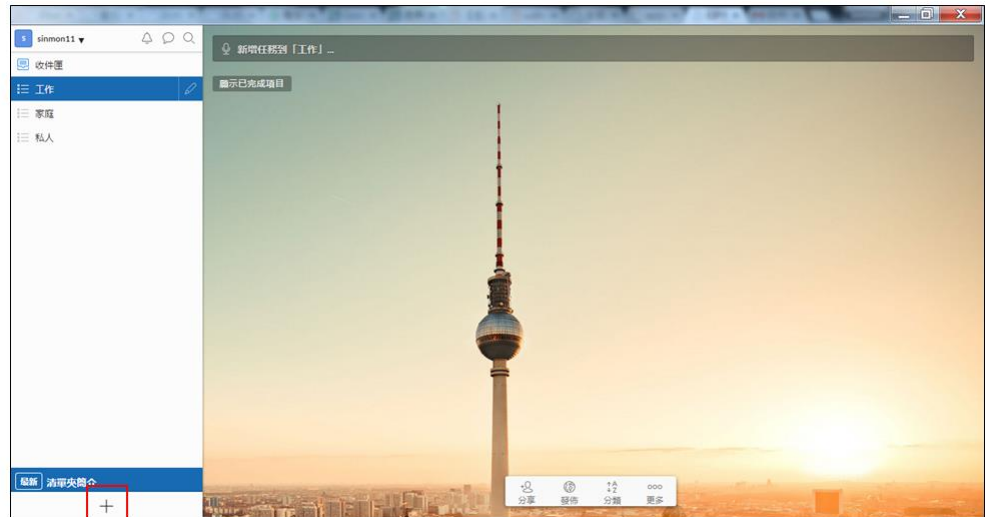 S sinmon11
收件匣
工作
家庭
私人
最新 清單夾簡介
新增任務到「工作」...
顯示已完成項目
分享 發佈 分類 更多